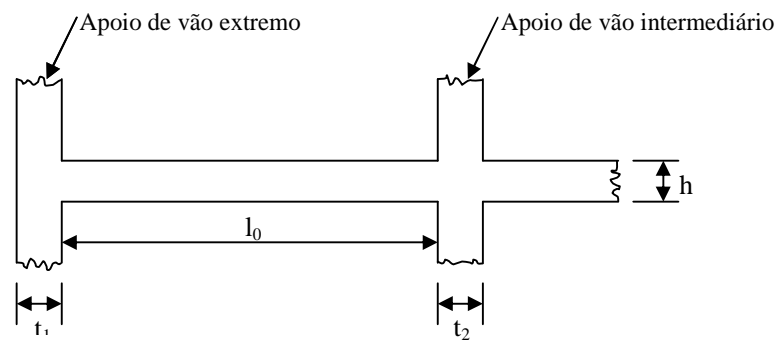 Apoio de vão extremo
Apoio de vão intermediário
h
l₀
t₁
t₂